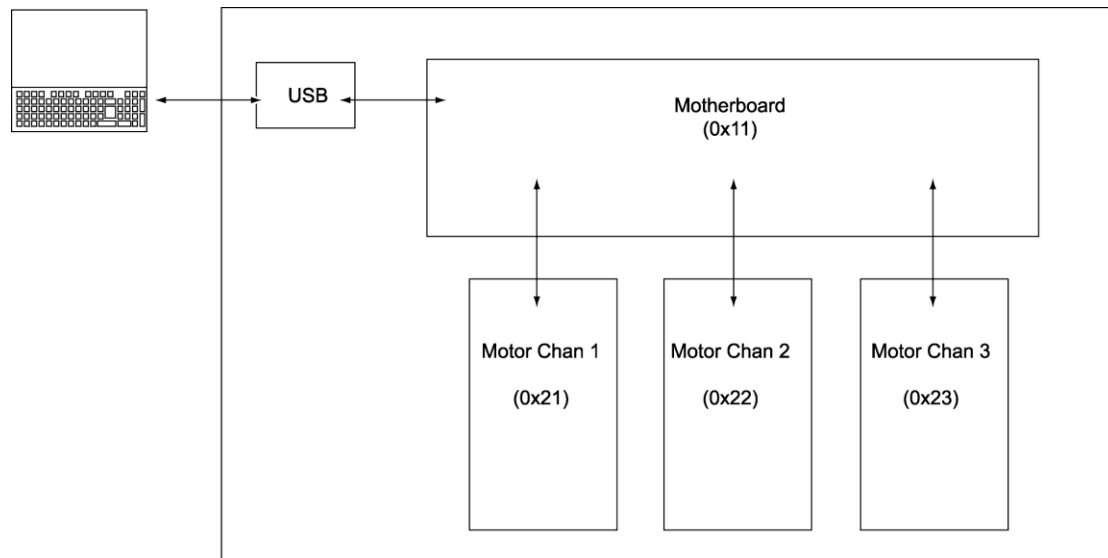 USB
Motherboard
(0x11)
Motor Chan 1
(0x21)
Motor Chan 2
(0x22)
Motor Chan 3
(0x23)